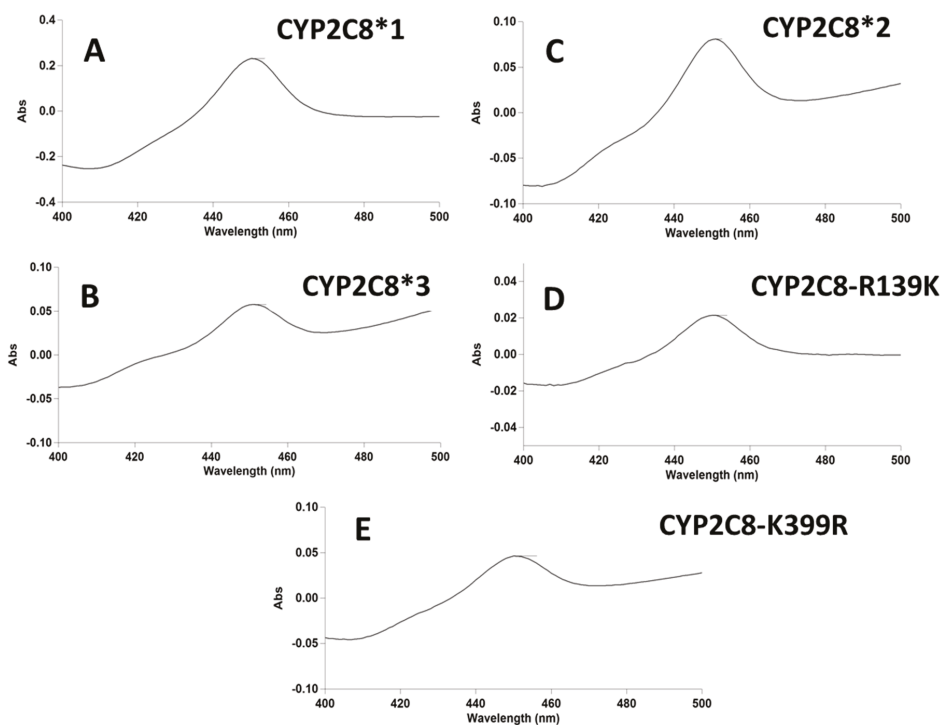 A
CYP2C8*1
Abs
0.4
0.2
0.0
-0.2
-0.4
400 420 440 460 480 500
Wavelength (nm)
C
CYP2C8*2
Abs
0.10
0.05
0.00
-0.05
-0.10
400 420 440 460 480 500
Wavelength (nm)
B
CYP2C8*3
Abs
0.10
0.05
0.00
-0.05
-0.10
400 420 440 460 480 500
Wavelength (nm)
D
CYP2C8-R139K
Abs
0.04
0.02
0.00
-0.02
-0.04
400 420 440 460 480 500
Wavelength (nm)
E
CYP2C8-K399R
Abs
0.10
0.05
0.00
-0.05
-0.10
400 420 440 460 480 500
Wavelength (nm)